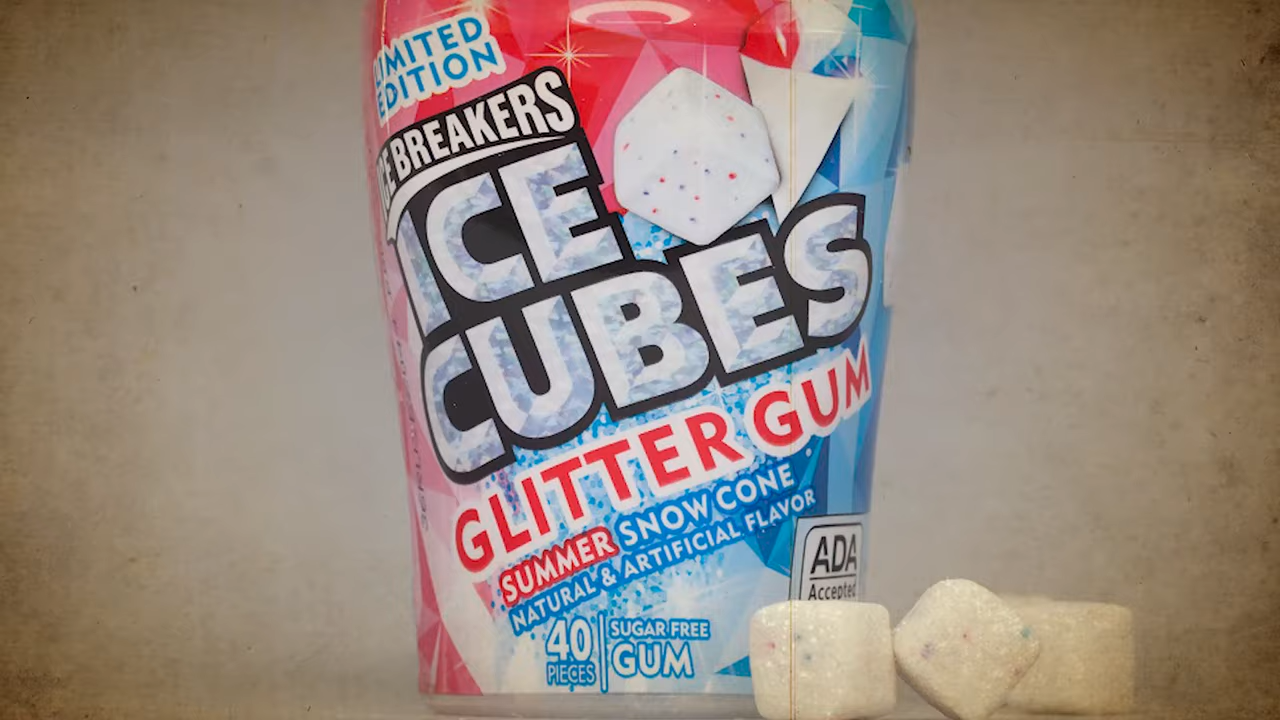 LIMITED
EDITION
ICE BREAKERS
ICE
CUBES
GLITTER GUM
SUMMER SNOW CONE
NATURAL & ARTIFICIAL FLAVOR
ADA
Accepted
40
PIECES
SUGAR FREE
GUM